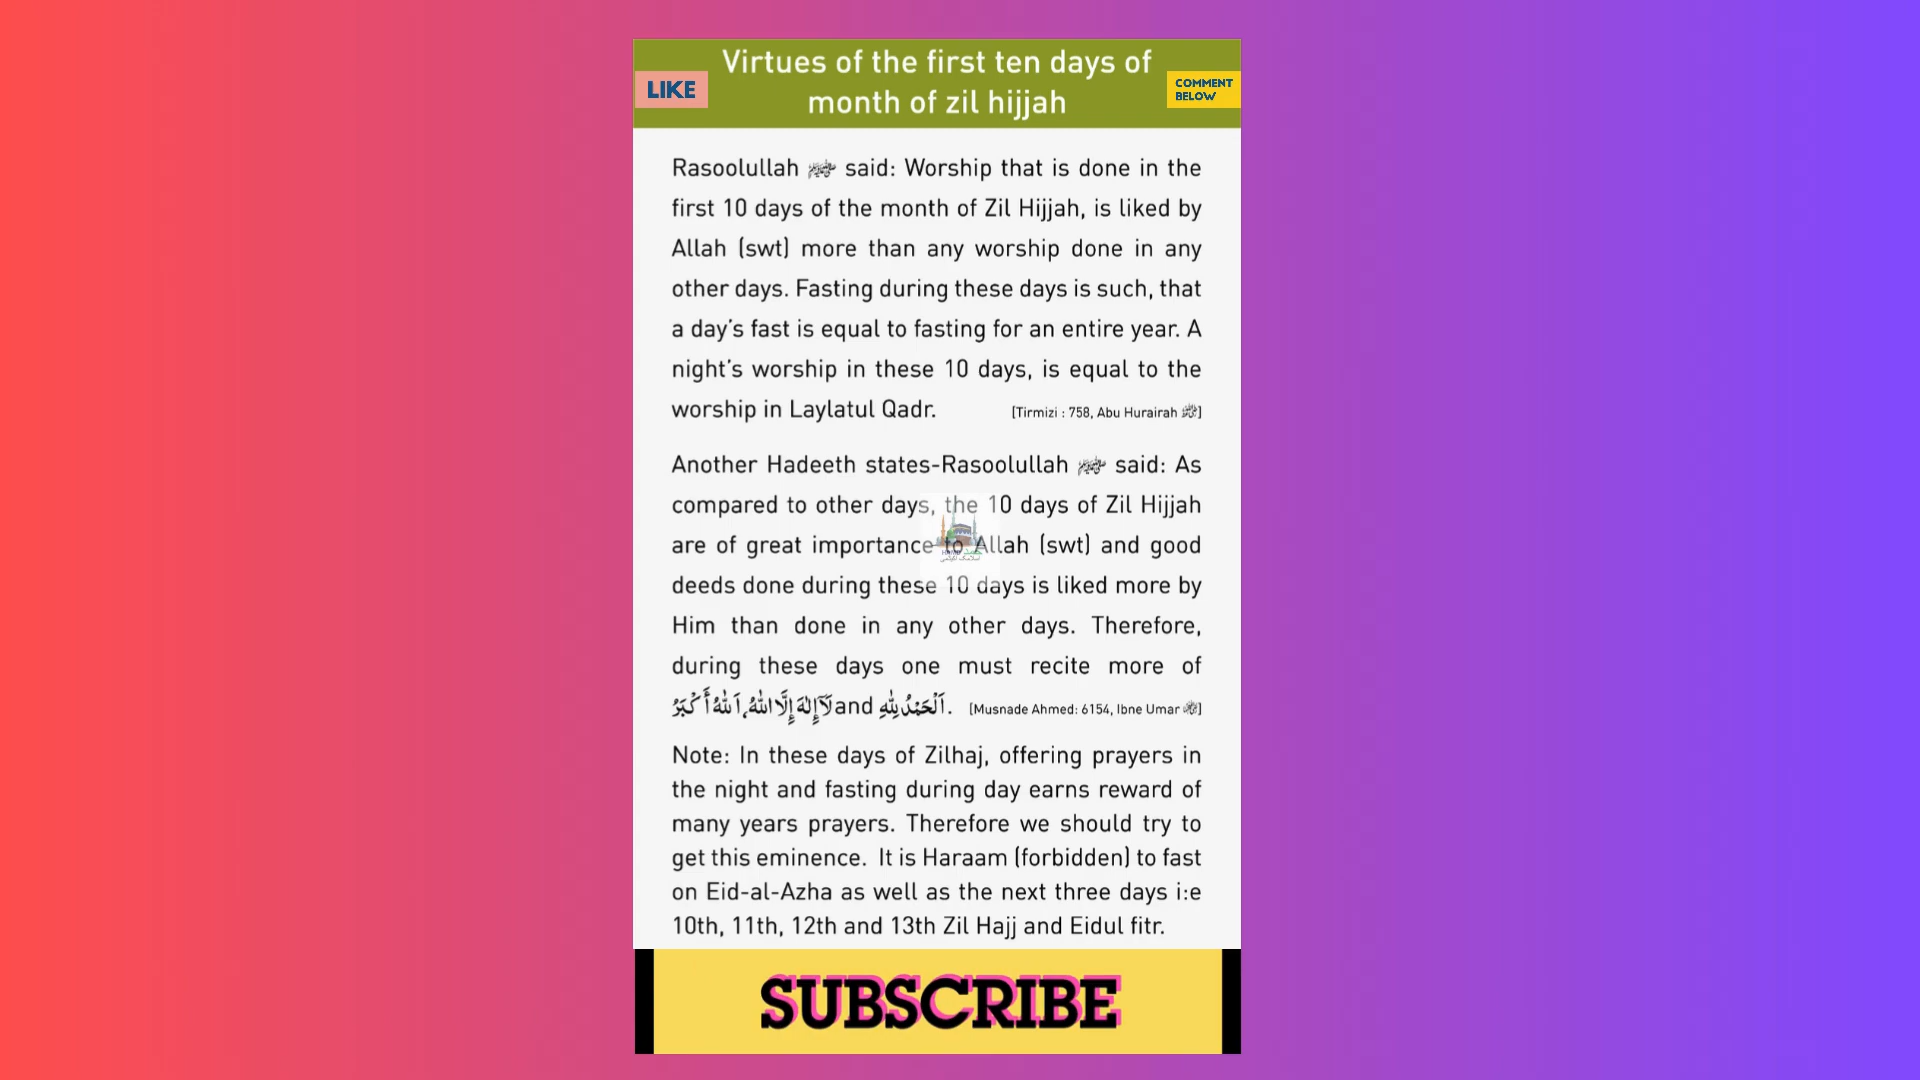 Virtues of the first ten days of
month of zil hijjah
LIKE
COMMENT
BELOW
Rasoolullah ﷺ said: Worship that is done in the
first 10 days of the month of Zil Hijjah, is liked by
Allah (swt) more than any worship done in any
other days. Fasting during these days is such, that
a day’s fast is equal to fasting for an entire year. A
night’s worship in these 10 days, is equal to the
worship in Laylatul Qadr. [Tirmizi : 758, Abu Hurairah ]
Another Hadeeth states-Rasoolullah ﷺ said: As
compared to other days, the 10 days of Zil Hijjah
are of great importance to Allah (swt) and good
deeds done during these 10 days is liked more by
Him than done in any other days. Therefore,
during these days one must recite more of
لَآ إِلٰهَ إِلَّا اللّٰهُ، اَللّٰهُ أَكْبَرُ and اَلْحَمْدُ لِلّٰهِ. [Musnade Ahmed: 6154, Ibne Umar ]
Note: In these days of Zilhaj, offering prayers in
the night and fasting during day earns reward of
many years prayers. Therefore we should try to
get this eminence. It is Haraam (forbidden) to fast
on Eid-al-Azha as well as the next three days i:e
10th, 11th, 12th and 13th Zil Hajj and Eidul fitr.
SUBSCRIBE